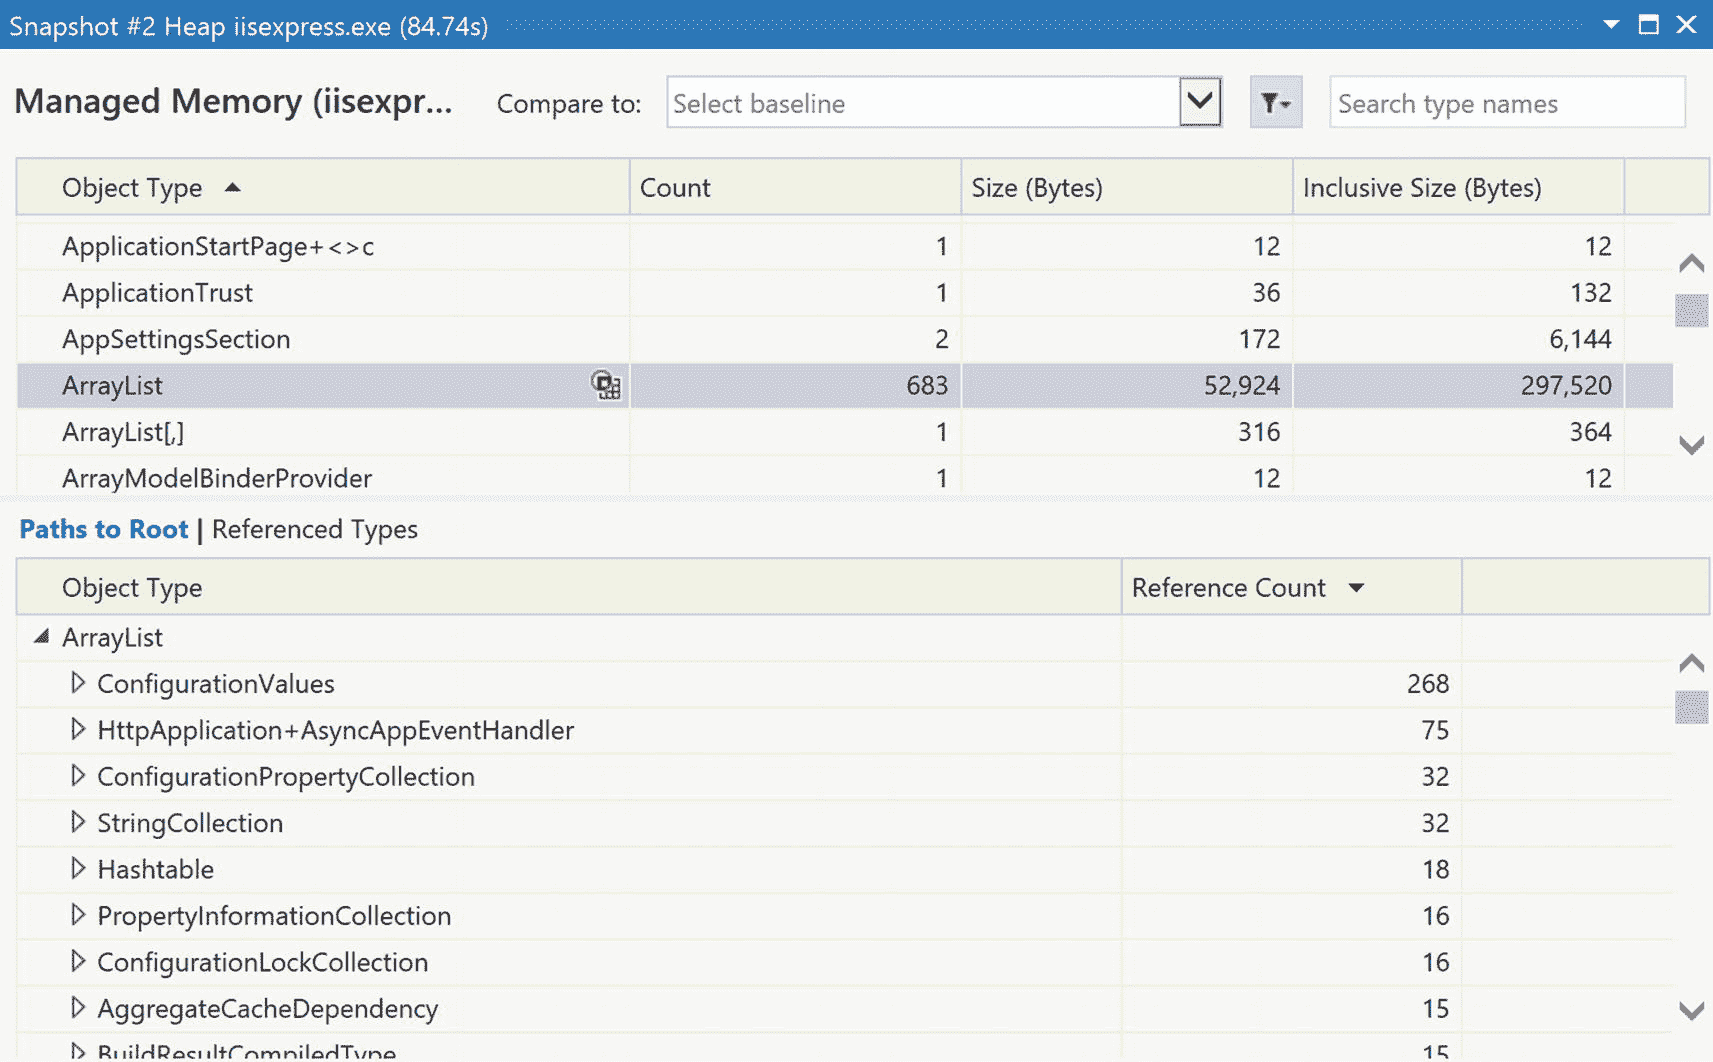 Snapshot #2 Heap iisexpress.exe (84.74s)
Managed Memory (iisexpr... Compare to: Select baseline Search type names
Object Type Count Size (Bytes) Inclusive Size (Bytes)
ApplicationStartPage+<>c 1 12 12
ApplicationTrust 1 36 132
AppSettingsSection 2 172 6,144
ArrayList 683 52,924 297,520
ArrayList[,] 1 316 364
ArrayModelBinderProvider 1 12 12
Paths to Root | Referenced Types
Object Type Reference Count
ArrayList
ConfigurationValues 268
HttpApplication+AsyncAppEventHandler 75
ConfigurationPropertyCollection 32
StringCollection 32
Hashtable 18
PropertyInformationCollection 16
ConfigurationLockCollection 16
AggregateCacheDependency 15
BuildResultCompiledType 15